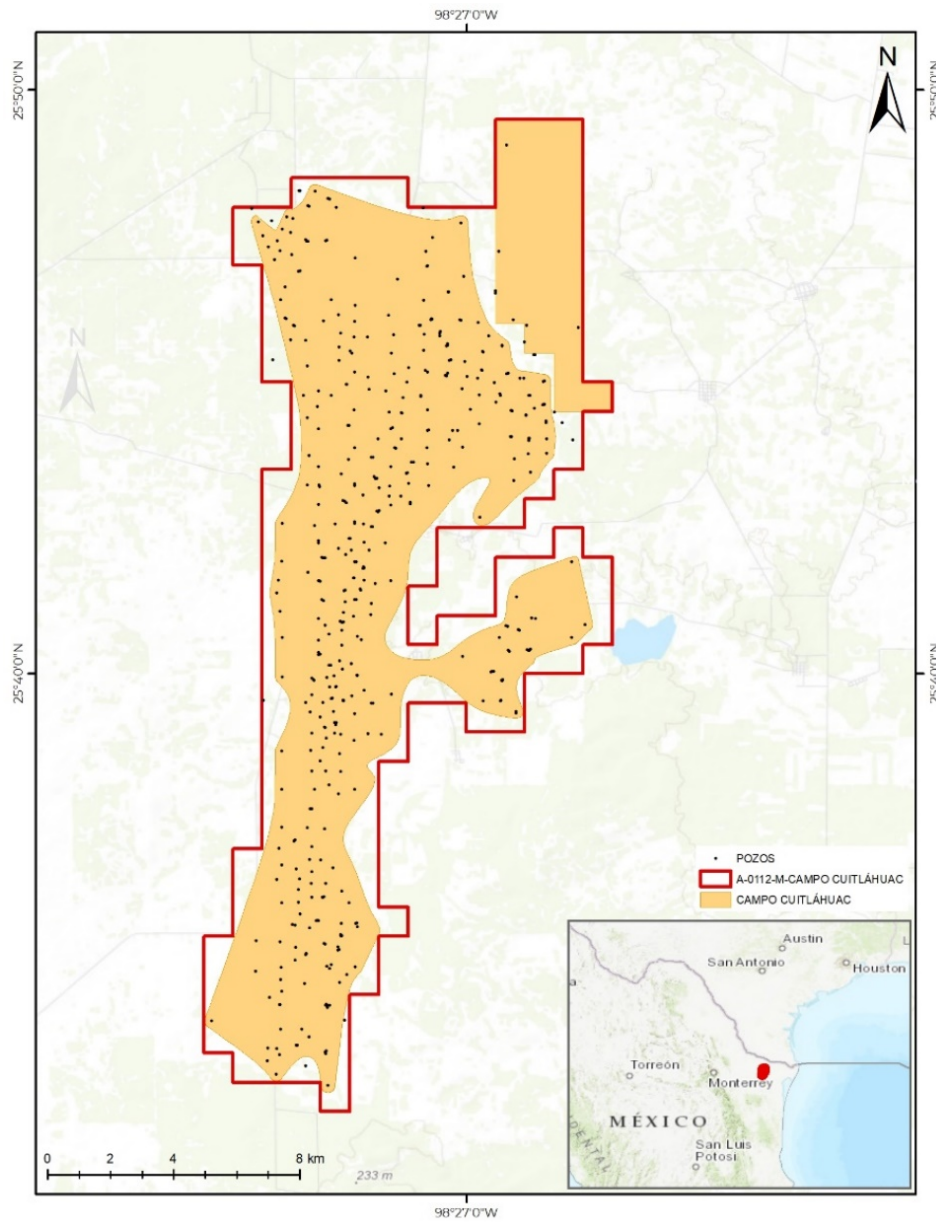 98°27'0"W
N
25°50'0"N
25°50'0"N
N
25°40'0"N
25°40'0"N
POZOS
A-0112-M-CAMPO CUITLÁHUAC
CAMPO CUITLÁHUAC
Austin
San Antonio
Houston
L
a
Torreón
Monterrey
MÉXICO
San Luis
Potosí
DENTAL
0 2 4 8 km
233 m
98°27'0"W